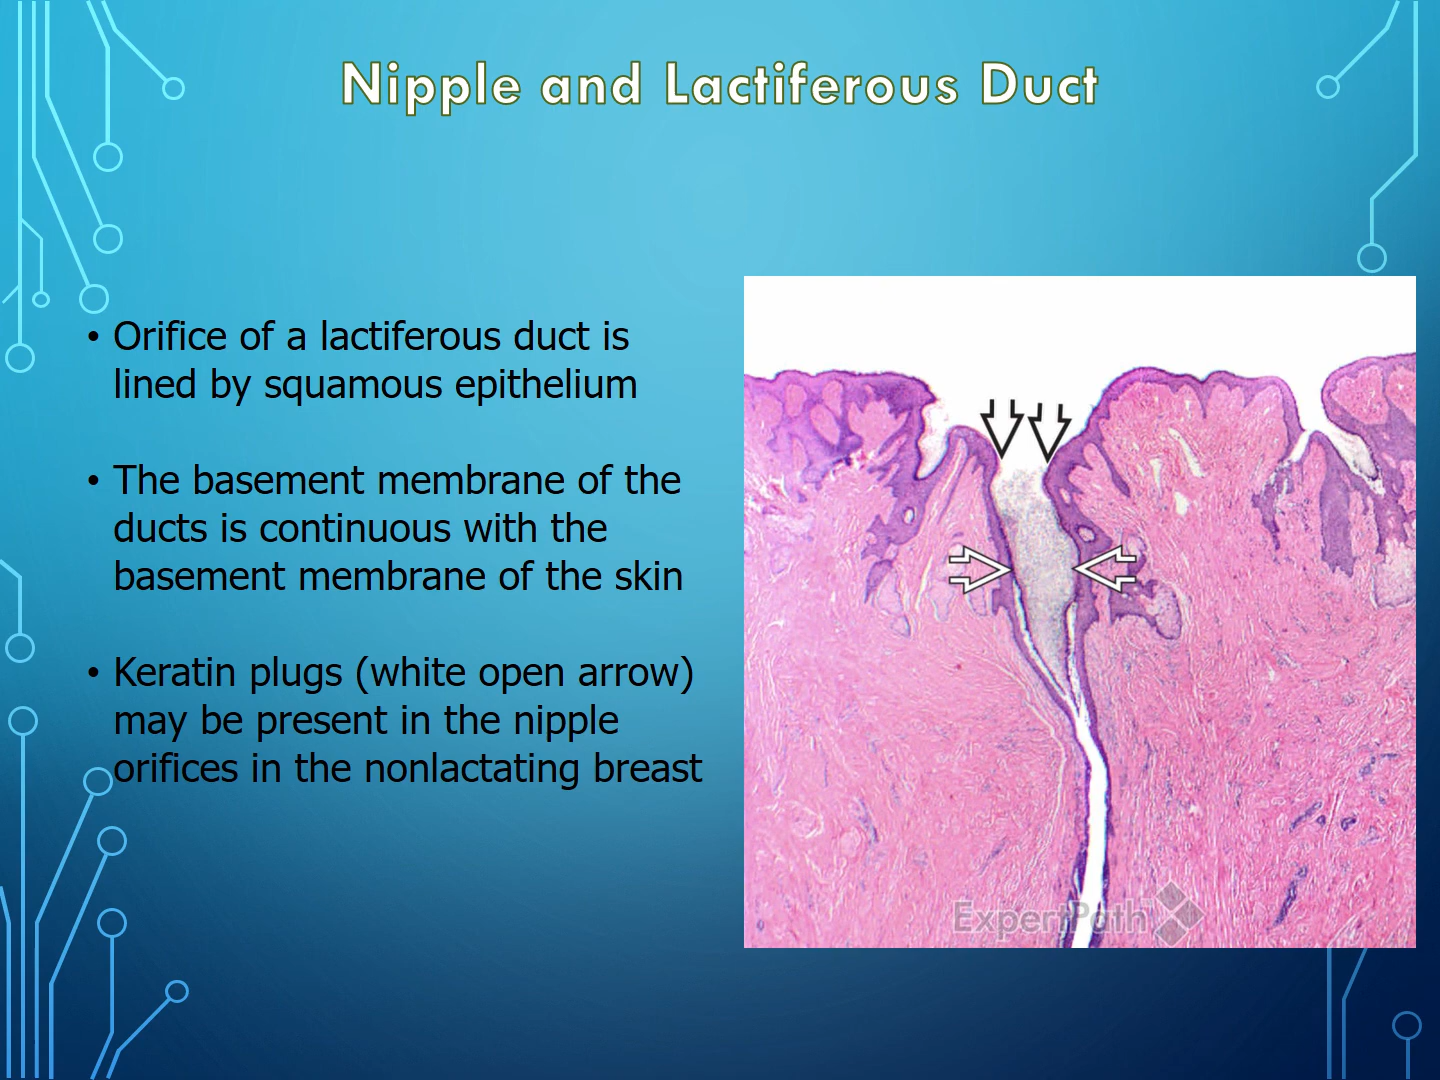 Nipple and Lactiferous Duct
• Orifice of a lactiferous duct is
lined by squamous epithelium
• The basement membrane of the
ducts is continuous with the
basement membrane of the skin
• Keratin plugs (white open arrow)
may be present in the nipple
orifices in the nonlactating breast
ExpertPath